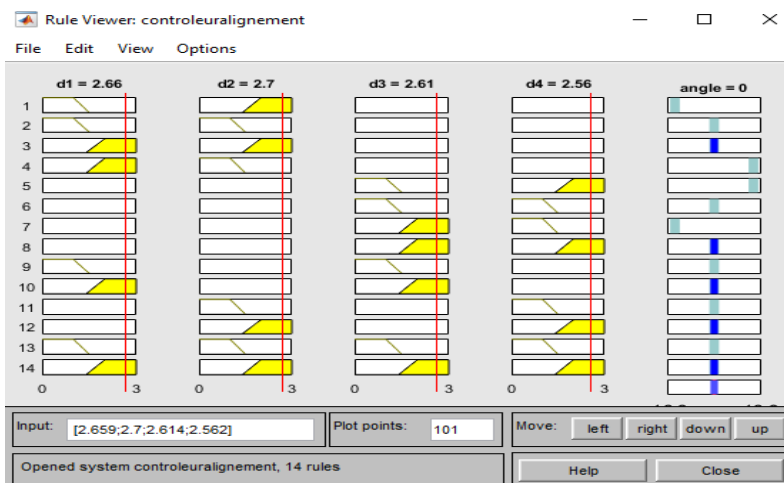 Rule Viewer: controleuralignement
File Edit View Options
d1 = 2.66 d2 = 2.7 d3 = 2.61 d4 = 2.56 angle = 0
1
2
3
4
5
6
7
8
9
10
11
12
13
14
0 3 0 3 0 3 0 3
Input: [2.659;2.7;2.614;2.562] Plot points: 101 Move: left right down up
Opened system controleuralignement, 14 rules Help Close